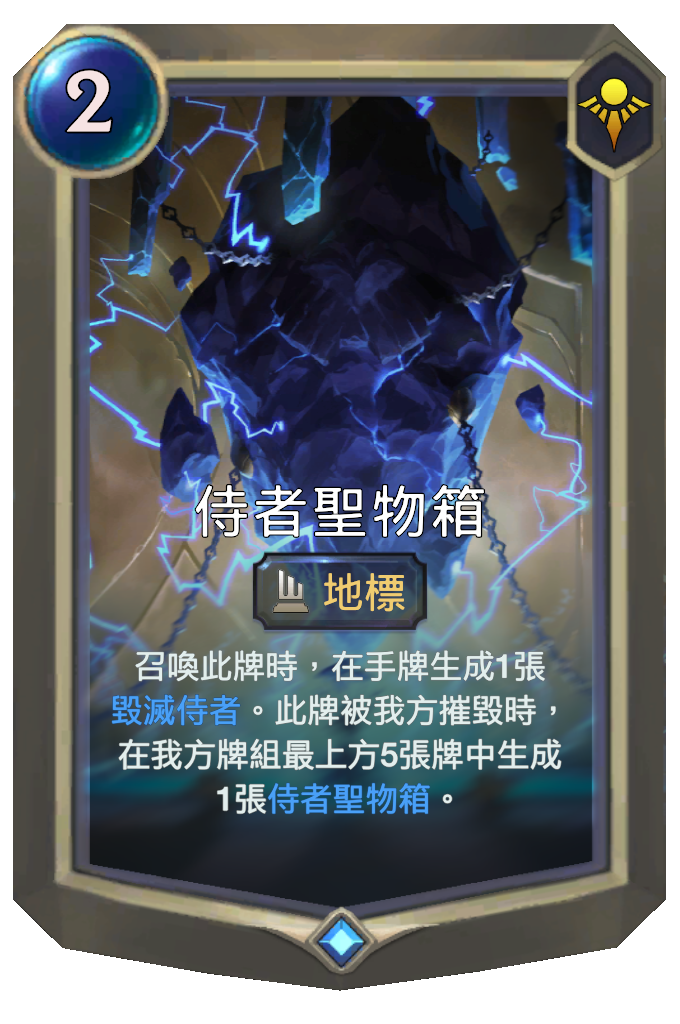 2
侍者聖物箱
地標
召喚此牌時，在手牌生成1張
毀滅侍者。此牌被我方摧毀時，
在我方牌組最上方5張牌中生成
1張侍者聖物箱。